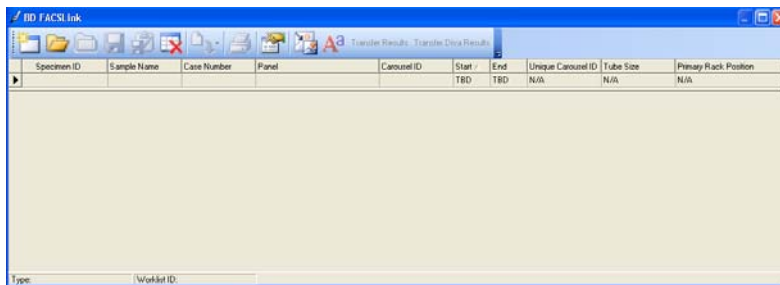 BD FACSLink
Aa Transfer Results Transfer Diva Results
Specimen ID Sample Name Case Number Panel Carousel ID Start End Unique Carousel ID Tube Size Primary Rack Position
TBD TBD N/A N/A N/A
Type: Worklist ID: